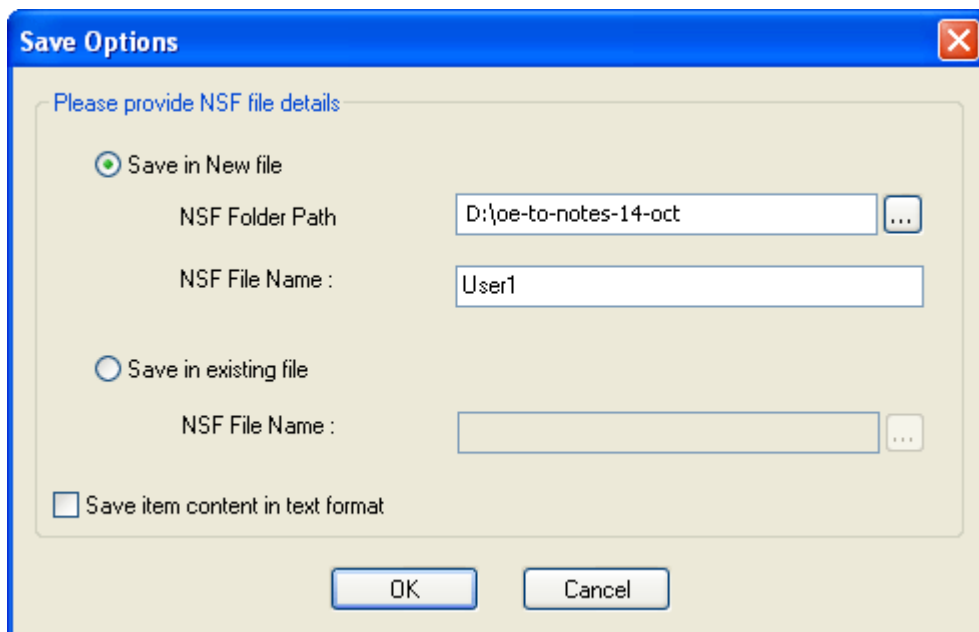 Save Options
Please provide NSF file details
Save in New file
NSF Folder Path
D:\oe-to-notes-14-oct
...
NSF File Name :
User1
Save in existing file
NSF File Name :
...
Save item content in text format
OK
Cancel